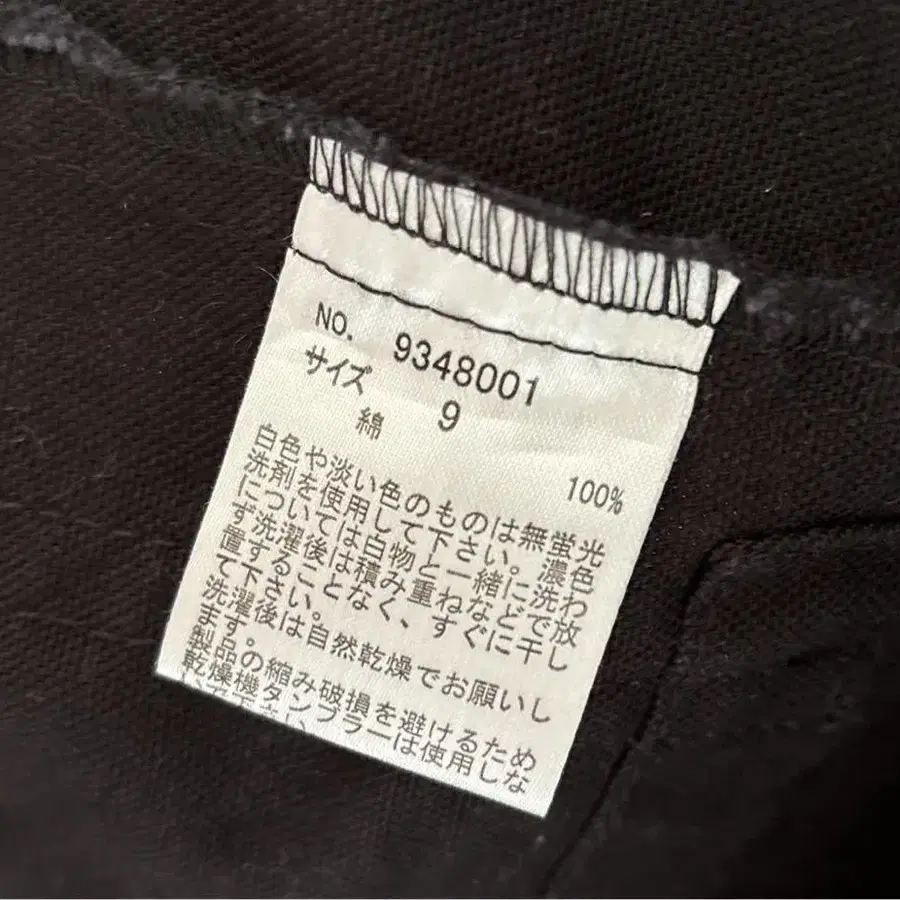 NO. 9348001
サイズ 9
綿 100%
白色や淡い色のものは無蛍光
洗剤を使用して下さい。濃色
については白物と一緒に洗わ
ず洗濯後は積み重ねなどで放
置することなく、すぐに干し
て下さい。
洗濯後は自然乾燥でお願いし
ます。
製品の縮み破損を避けるため
乾燥機タンブラーは使用しな
いで下さい